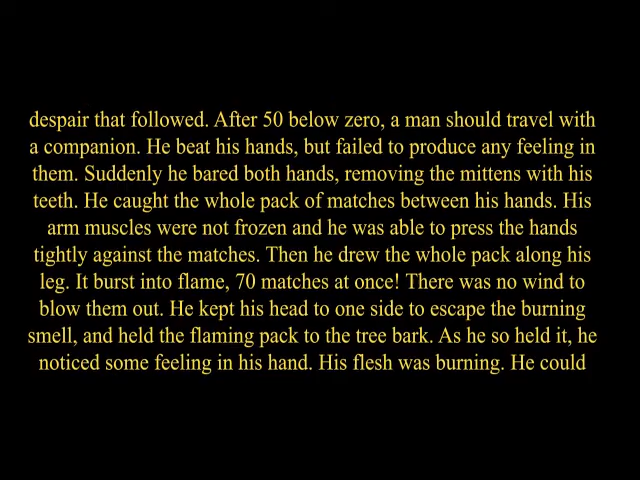 despair that followed. After 50 below zero, a man should travel with
a companion. He beat his hands, but failed to produce any feeling in
them. Suddenly he bared both hands, removing the mittens with his
teeth. He caught the whole pack of matches between his hands. His
arm muscles were not frozen and he was able to press the hands
tightly against the matches. Then he drew the whole pack along his
leg. It burst into flame, 70 matches at once! There was no wind to
blow them out. He kept his head to one side to escape the burning
smell, and held the flaming pack to the tree bark. As he so held it, he
noticed some feeling in his hand. His flesh was burning. He could